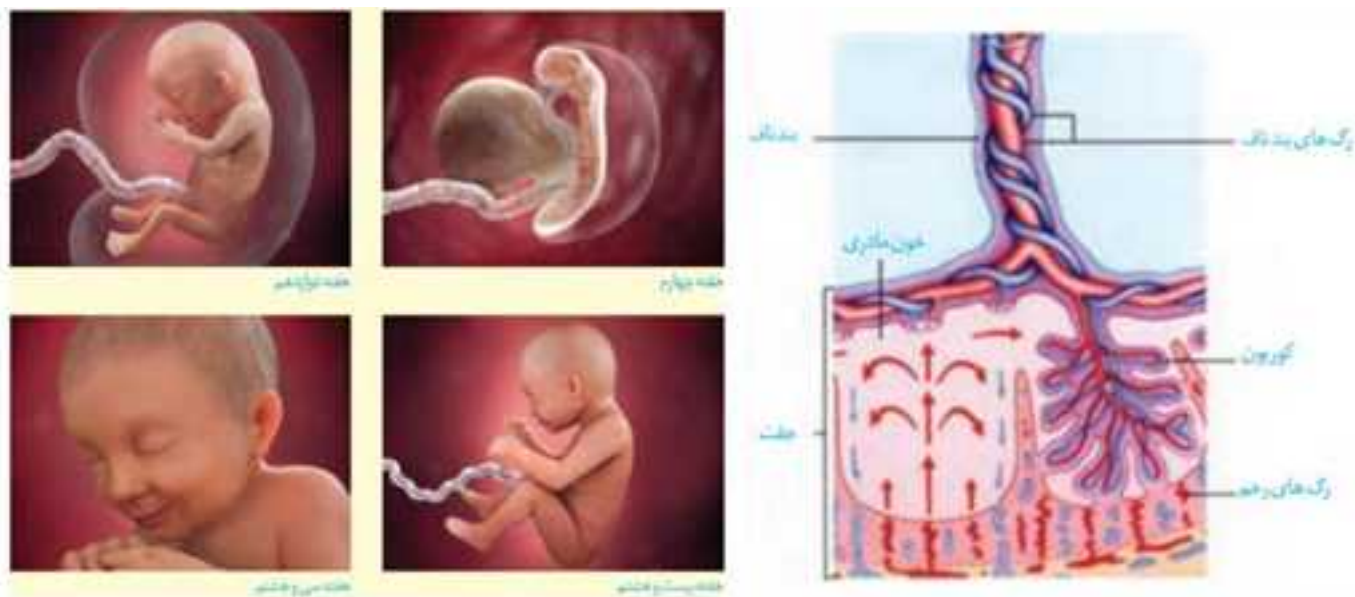 هفته چهارم
هفته دوازدهم
هفته بیست و هشتم
هفته سی و هشتم
بند ناف
رگ‌های بند ناف
خون مادری
کوریون
جفت
رگ‌های رحم